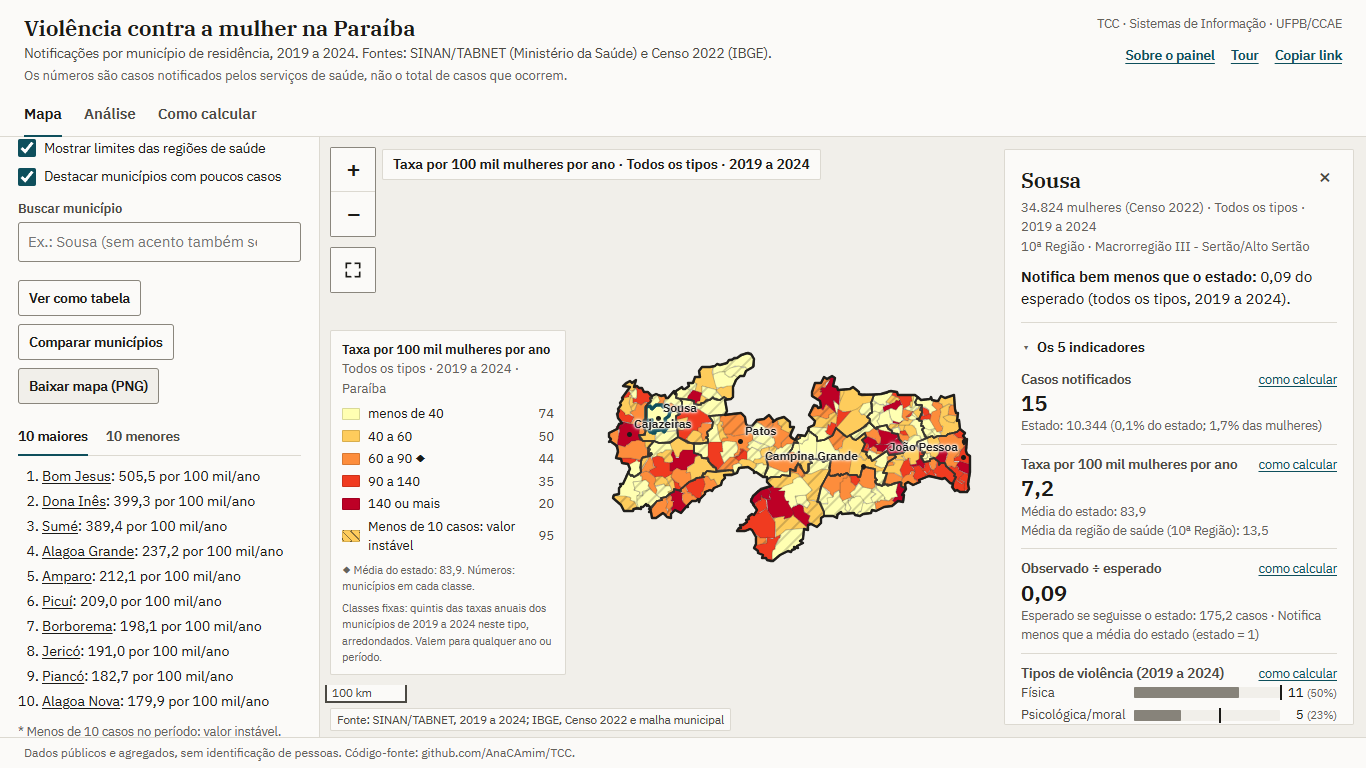 Violência contra a mulher na Paraíba
Notificações por município de residência, 2019 a 2024. Fontes: SINAN/TABNET (Ministério da Saúde) e Censo 2022 (IBGE).
Os números são casos notificados pelos serviços de saúde, não o total de casos que ocorrem.
TCC · Sistemas de Informação · UFPB/CCAE
Sobre o painel
Tour
Copiar link
Mapa
Análise
Como calcular
Mostrar limites das regiões de saúde
Destacar municípios com poucos casos
Buscar município
Ex.: Sousa (sem acento também se
Ver como tabela
Comparar municípios
Baixar mapa (PNG)
10 maiores
10 menores
1. Bom Jesus: 505,5 por 100 mil/ano
2. Dona Inês: 399,3 por 100 mil/ano
3. Sumé: 389,4 por 100 mil/ano
4. Alagoa Grande: 237,2 por 100 mil/ano
5. Amparo: 212,1 por 100 mil/ano
6. Picuí: 209,0 por 100 mil/ano
7. Borborema: 198,1 por 100 mil/ano
8. Jericó: 191,0 por 100 mil/ano
9. Piancó: 182,7 por 100 mil/ano
10. Alagoa Nova: 179,9 por 100 mil/ano
* Menos de 10 casos no período: valor instável.
+
−
Taxa por 100 mil mulheres por ano · Todos os tipos · 2019 a 2024
Taxa por 100 mil mulheres por ano
Todos os tipos · 2019 a 2024 ·
Paraíba
menos de 40 74
40 a 60 50
60 a 90 ◆ 44
90 a 140 35
140 ou mais 20
Menos de 10 casos: valor
instável 95
◆ Média do estado: 83,9. Números:
municípios em cada classe.
Classes fixas: quintis das taxas anuais dos
municípios de 2019 a 2024 neste tipo,
arredondados. Valem para qualquer ano ou
período.
100 km
Fonte: SINAN/TABNET, 2019 a 2024; IBGE, Censo 2022 e malha municipal
Sousa
Cajazeiras
Patos
Campina Grande
João Pessoa
Sousa
×
34.824 mulheres (Censo 2022) · Todos os tipos ·
2019 a 2024
10ª Região · Macrorregião III - Sertão/Alto Sertão
Notifica bem menos que o estado: 0,09 do
esperado (todos os tipos, 2019 a 2024).
Os 5 indicadores
Casos notificados como calcular
15
Estado: 10.344 (0,1% do estado; 1,7% das mulheres)
Taxa por 100 mil mulheres por ano como calcular
7,2
Média do estado: 83,9
Média da região de saúde (10ª Região): 13,5
Observado ÷ esperado como calcular
0,09
Esperado se seguisse o estado: 175,2 casos · Notifica
menos que a média do estado (estado = 1)
Tipos de violência (2019 a 2024) como calcular
Física 11 (50%)
Psicológica/moral 5 (23%)
Dados públicos e agregados, sem identificação de pessoas. Código-fonte: github.com/AnaCAmim/TCC.